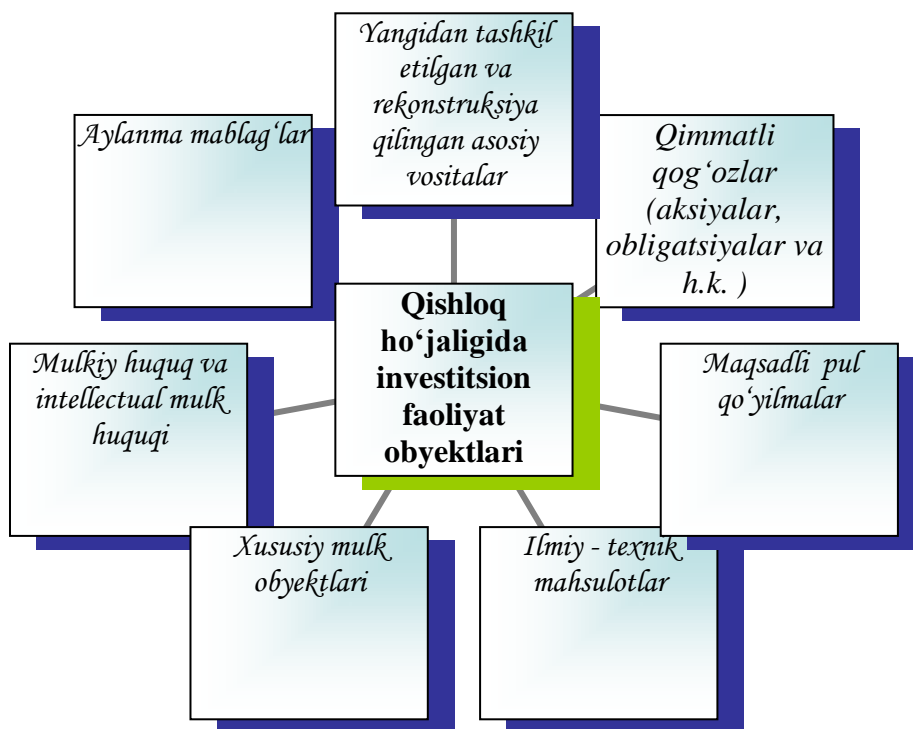 Yangidan tashkil
etilgan va
rekonstruksiya
qilingan asosiy
vositalar
Aylanma mablag‘lar
Qimmatli
qog‘ozlar
(aksiyalar,
obligatsiyalar va
h.k. )
Qishloq
ho‘jaligida
investitsion
faoliyat
obyektlari
Mulkiy huquq va
intellectual mulk
huquqi
Maqsadli pul
qo‘yilmalar
Xususiy mulk
obyektlari
Ilmiy - texnik
mahsulotlar